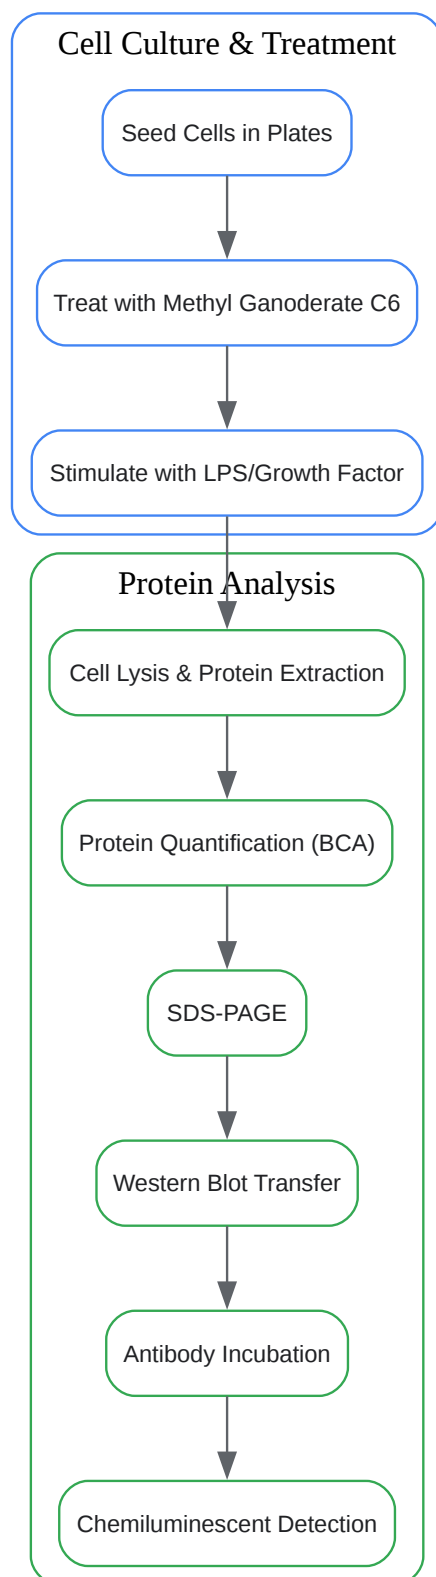 Cell Culture & Treatment
Seed Cells in Plates
Treat with Methyl Ganoderate C6
Stimulate with LPS/Growth Factor
Protein Analysis
Cell Lysis & Protein Extraction
Protein Quantification (BCA)
SDS-PAGE
Western Blot Transfer
Antibody Incubation
Chemiluminescent Detection